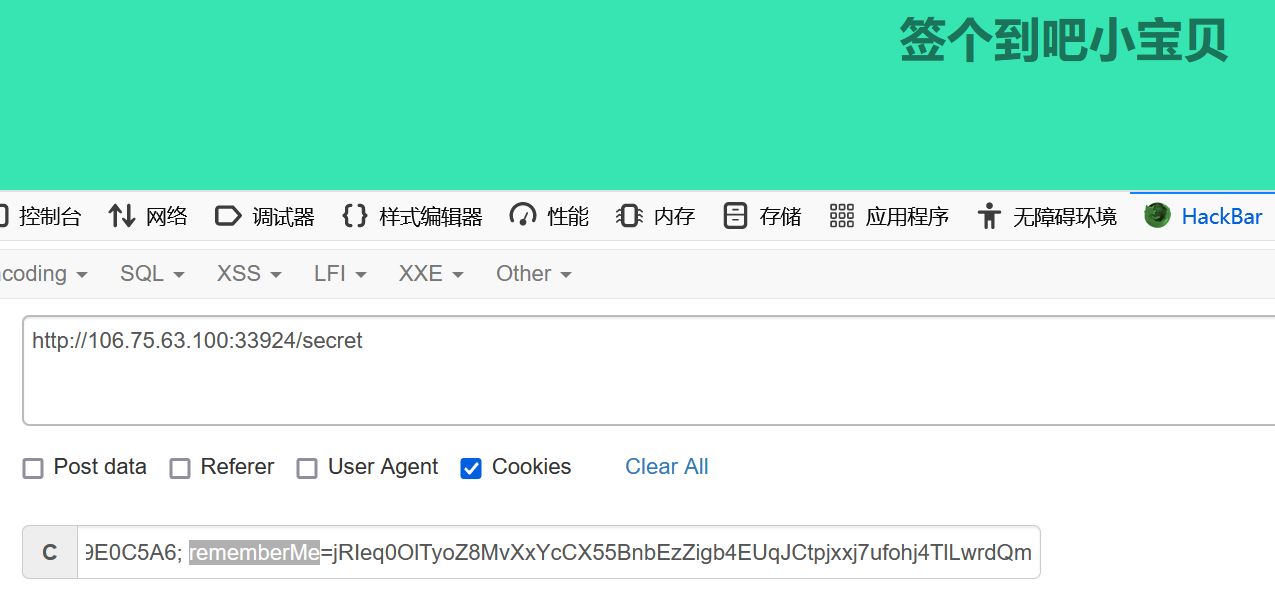 签个到吧小宝贝
控制台 网络 调试器 {} 样式编辑器 性能 内存 存储 应用程序 无障碍环境 HackBar
coding SQL XSS LFI XXE Other
http://106.75.63.100:33924/secret
Post data Referer User Agent Cookies Clear All
C 9E0C5A6; rememberMe=jRIeq0OlTyoZ8MvXxYcCX55BnbEzZigb4EUqJCtpjxxj7ufohj4TlLwrdQm